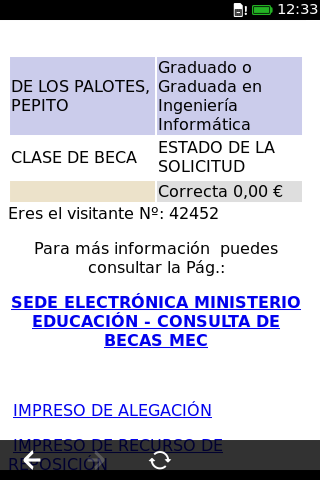 12:33
DE LOS PALOTES,
PEPITO
Graduado o
Graduada en
Ingeniería
Informática
CLASE DE BECA
ESTADO DE LA
SOLICITUD
Correcta 0,00 €
Eres el visitante Nº: 42452
Para más información puedes
consultar la Pág.:
SEDE ELECTRÓNICA MINISTERIO
EDUCACIÓN - CONSULTA DE
BECAS MEC
IMPRESO DE ALEGACIÓN
IMPRESO DE RECURSO DE
REPOSICIÓN